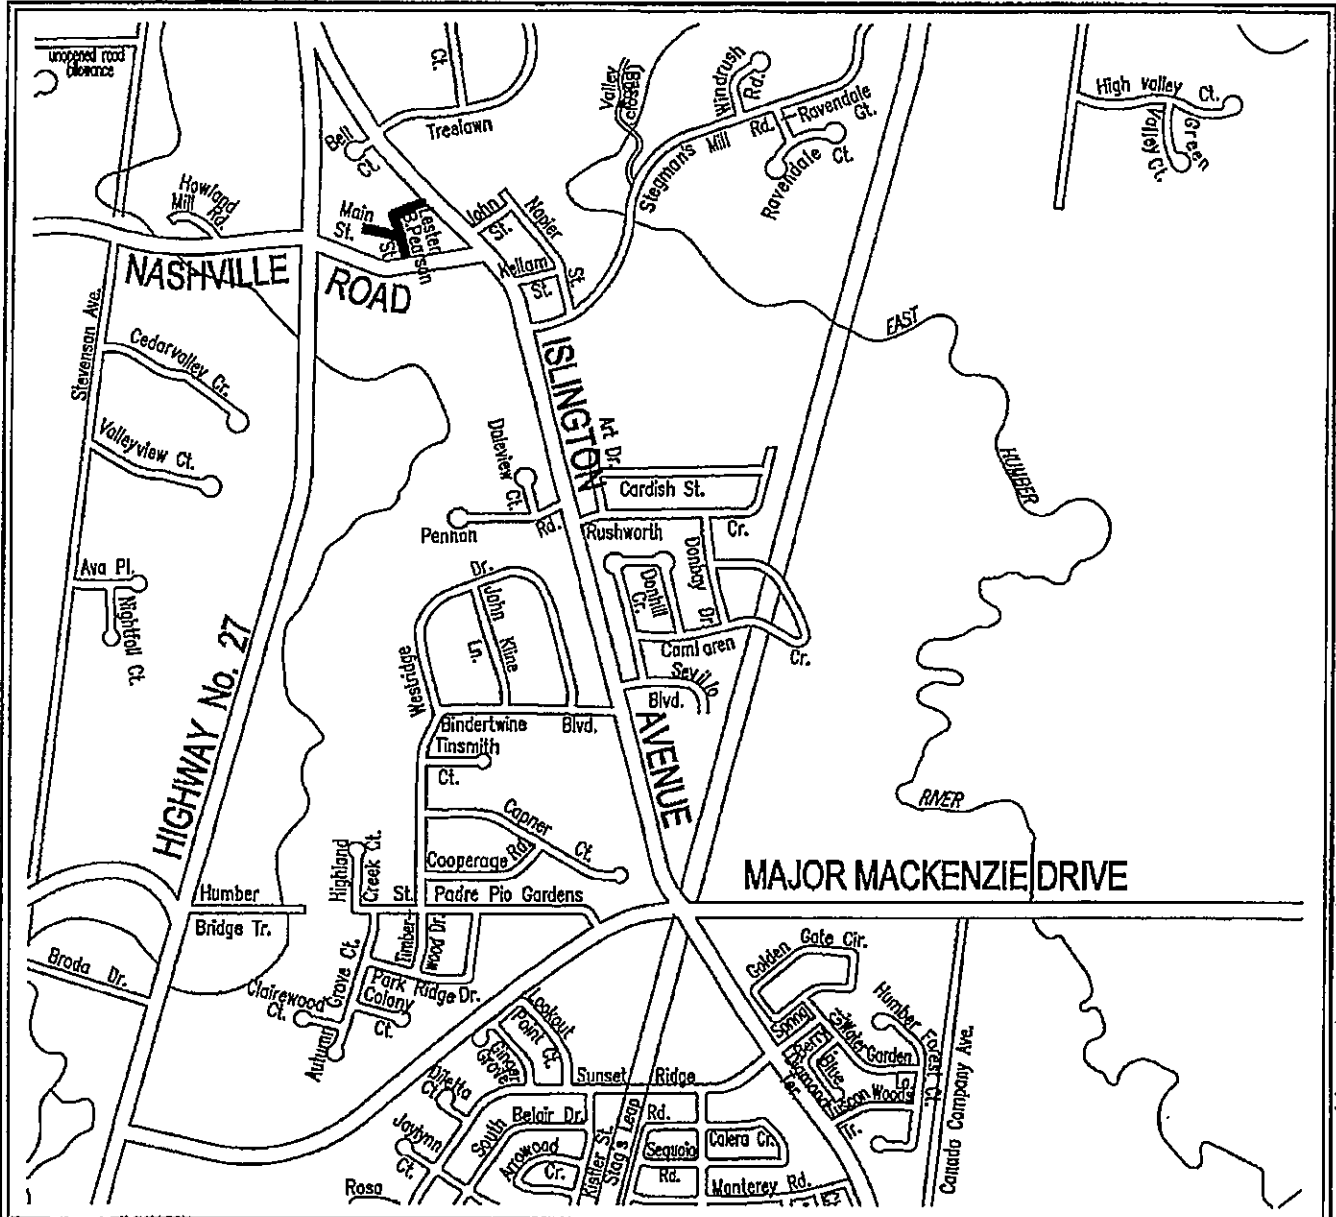 unopened road
allowance
Ct.
Trealawn
Bell
Ct
Valley
(closed)
Windrush
Rd.
Ravendale
Gt.
Stegman's
Mill
Rd.
Ravendale
Ct.
High Valley
Ct.
Green
Valley Ct.
Howland
Mill
Rd.
Main
St.
Lester
B. Pearson
St.
John
St.
Napier
St.
Kellam
St.
NASHVILLE
ROAD
EAST
HUMBER
RIVER
Stevenson Ave.
Cedarvalley
Cr.
Valleyview Ct.
Ava Pl.
Nightfall Ct.
HIGHWAY No. 27
ISLINGTON
AVENUE
Daleview
Ct.
Pennon
Rd.
Art Dr.
Cardish St.
Rushworth
Cr.
Donbay
Dr.
Donhill
Cr.
Camlaren
Cr.
Sevilla
Blvd.
Dr.
John
Kline
Ln.
Westridge
Bindertwine
Blvd.
Tinsmith
Ct.
Capner
Ct.
Cooperage
Rd.
MAJOR MACKENZIE DRIVE
Highland
Creek Ct.
St.
Padre Pio Gardens
Timber-
wood Dr.
Humber
Bridge Tr.
Broda
Dr.
Clairewood
Ct.
Grove Ct.
Autumn
Park Ridge Dr.
Colony
Ct.
Lookout
Point Ct.
Ginger
Grove
Diletta
Ct.
Sunset
Ridge
Belair Dr.
South
Rd.
Jaylynn
Ct.
Arrowood
Cr.
Kistler St.
Stag's Leap
Sequoia
Rd.
Calera Cr.
Monterey Rd.
Rosa
Golden
Gate Cir.
Spring
Water
Garden
Blue
Diamond
Ter.
Tuscan Woods
Tr.
Humber
Forest Ct.
Canada Company Ave.